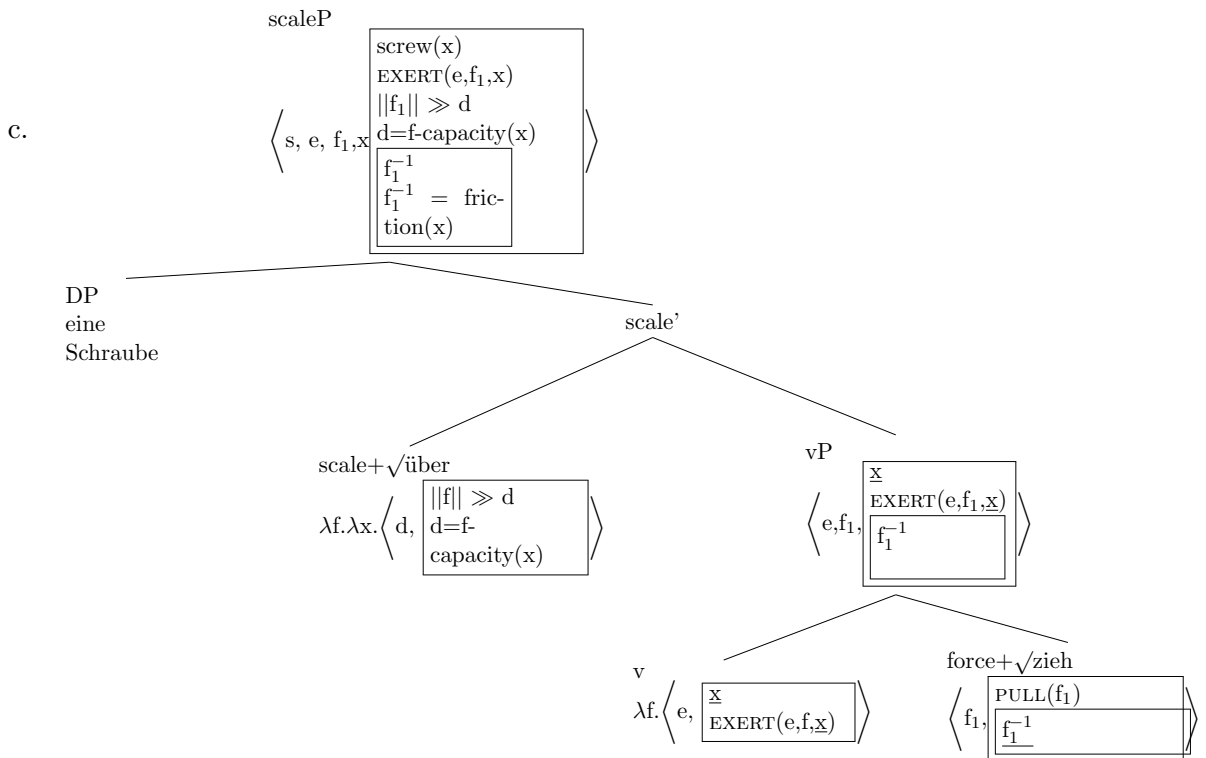 scaleP
screw(x)
EXERT(e,f₁,x)
||f₁|| ≫ d
c.
⟨s, e, f₁,x
d=f-capacity(x)
f₁⁻¹
f₁⁻¹ = fric-
tion(x)
⟩
DP
eine
Schraube
scale'
vP
x
EXERT(e,f₁,x)
⟨e,f₁,
f₁⁻¹
⟩
scale+√über
||f|| ≫ d
λf.λx.⟨d,
d=f-
capacity(x)
⟩
v
x
λf.⟨e,
EXERT(e,f,x)
⟩
force+√zieh
PULL(f₁)
⟨f₁,
f₁⁻¹
⟩